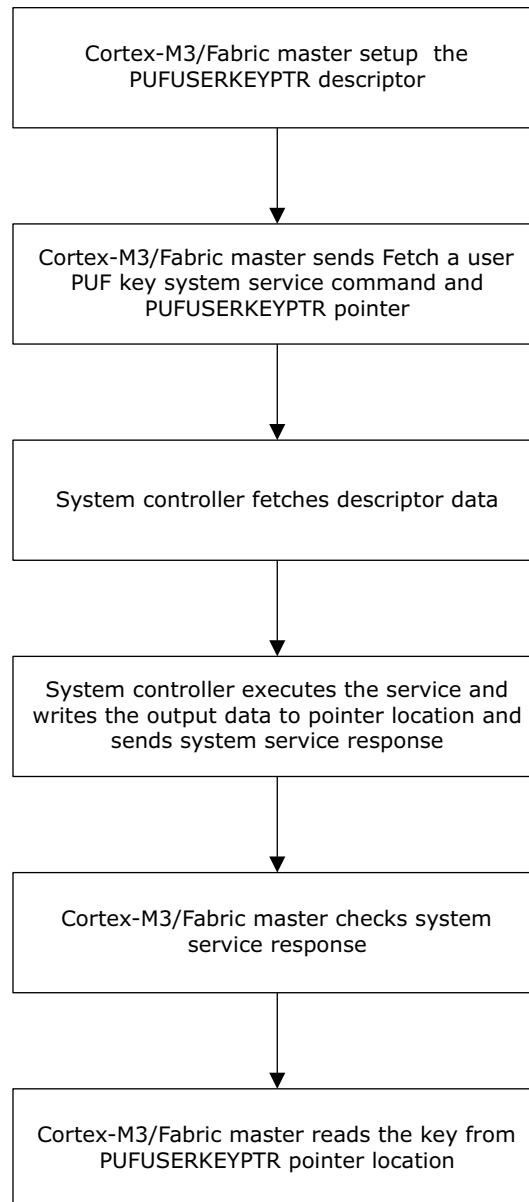 Cortex-M3/Fabric master setup the
PUFUSERKEYPTR descriptor
Cortex-M3/Fabric master sends Fetch a user
PUF key system service command and
PUFUSERKEYPTR pointer
System controller fetches descriptor data
System controller executes the service and
writes the output data to pointer location and
sends system service response
Cortex-M3/Fabric master checks system
service response
Cortex-M3/Fabric master reads the key from
PUFUSERKEYPTR pointer location